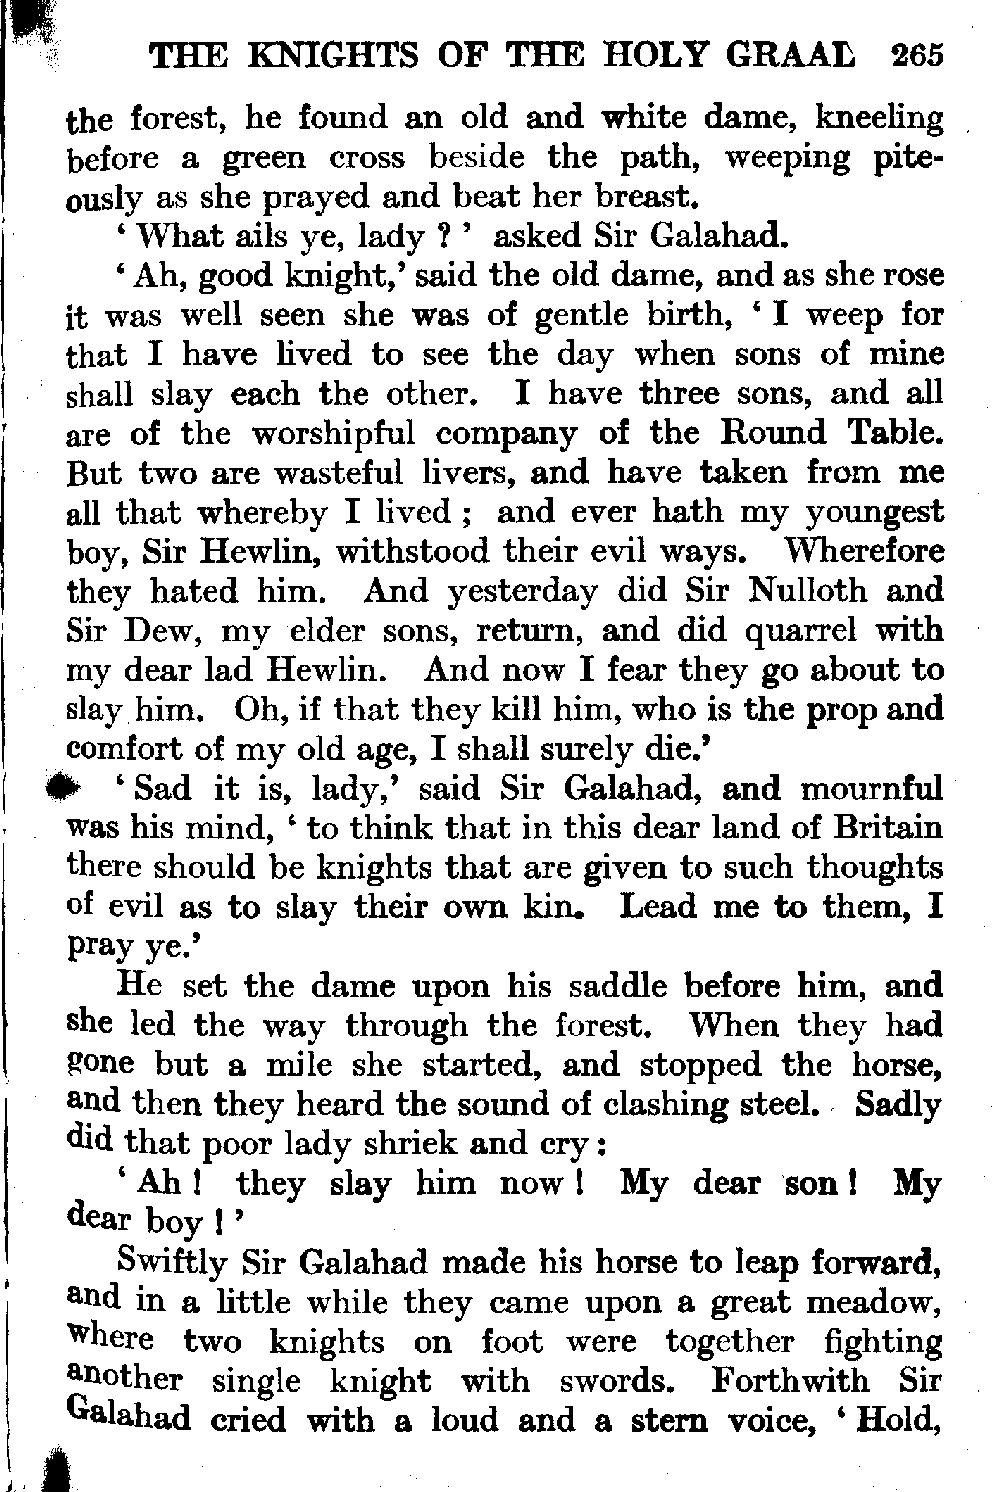 THE KNIGHTS OF THE HOLY GRAAL 265
the forest, he found an old and white dame, kneeling
before a green cross beside the path, weeping pite-
ously as she prayed and beat her breast.
‘ What ails ye, lady ? ’ asked Sir Galahad.
‘ Ah, good knight,’ said the old dame, and as she rose
it was well seen she was of gentle birth, ‘ I weep for
that I have lived to see the day when sons of mine
shall slay each the other. I have three sons, and all
are of the worshipful company of the Round Table.
But two are wasteful livers, and have taken from me
all that whereby I lived ; and ever hath my youngest
boy, Sir Hewlin, withstood their evil ways. Wherefore
they hated him. And yesterday did Sir Nulloth and
Sir Dew, my elder sons, return, and did quarrel with
my dear lad Hewlin. And now I fear they go about to
slay him. Oh, if that they kill him, who is the prop and
comfort of my old age, I shall surely die.’
‘ Sad it is, lady,’ said Sir Galahad, and mournful
was his mind, ‘ to think that in this dear land of Britain
there should be knights that are given to such thoughts
of evil as to slay their own kin. Lead me to them, I
pray ye.’
He set the dame upon his saddle before him, and
she led the way through the forest. When they had
gone but a mile she started, and stopped the horse,
and then they heard the sound of clashing steel. Sadly
did that poor lady shriek and cry :
‘ Ah ! they slay him now ! My dear son ! My
dear boy ! ’
Swiftly Sir Galahad made his horse to leap forward,
and in a little while they came upon a great meadow,
where two knights on foot were together fighting
another single knight with swords. Forthwith Sir
Galahad cried with a loud and a stern voice, ‘ Hold,